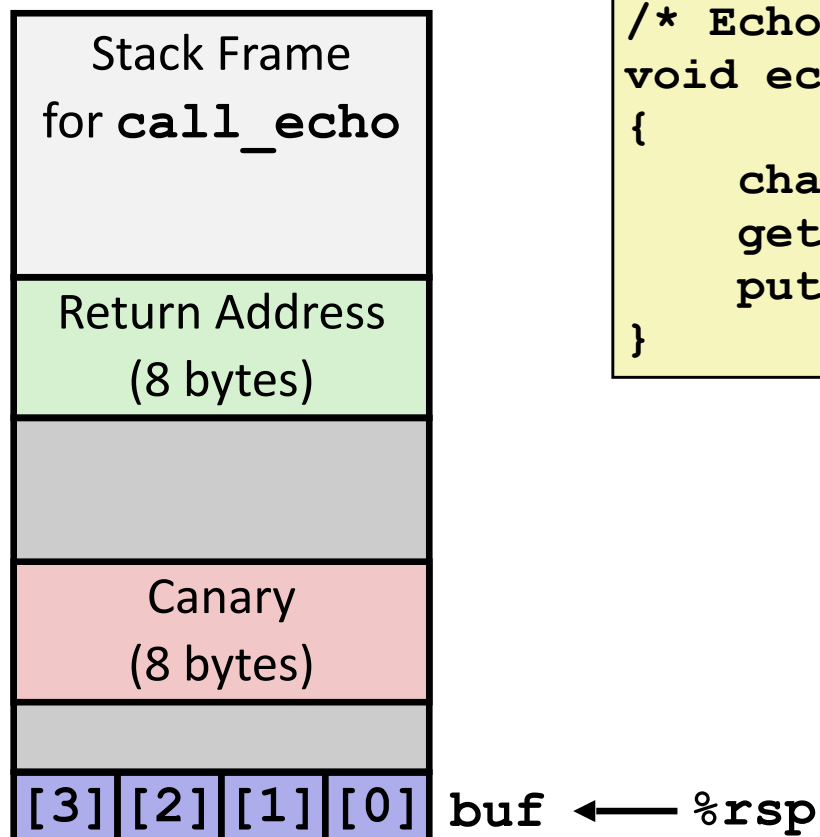 Stack Frame
for call_echo
Return Address
(8 bytes)
Canary
(8 bytes)
[3] [2] [1] [0] buf ← %rsp
/* Echo
void ec
{
cha
get
put
}